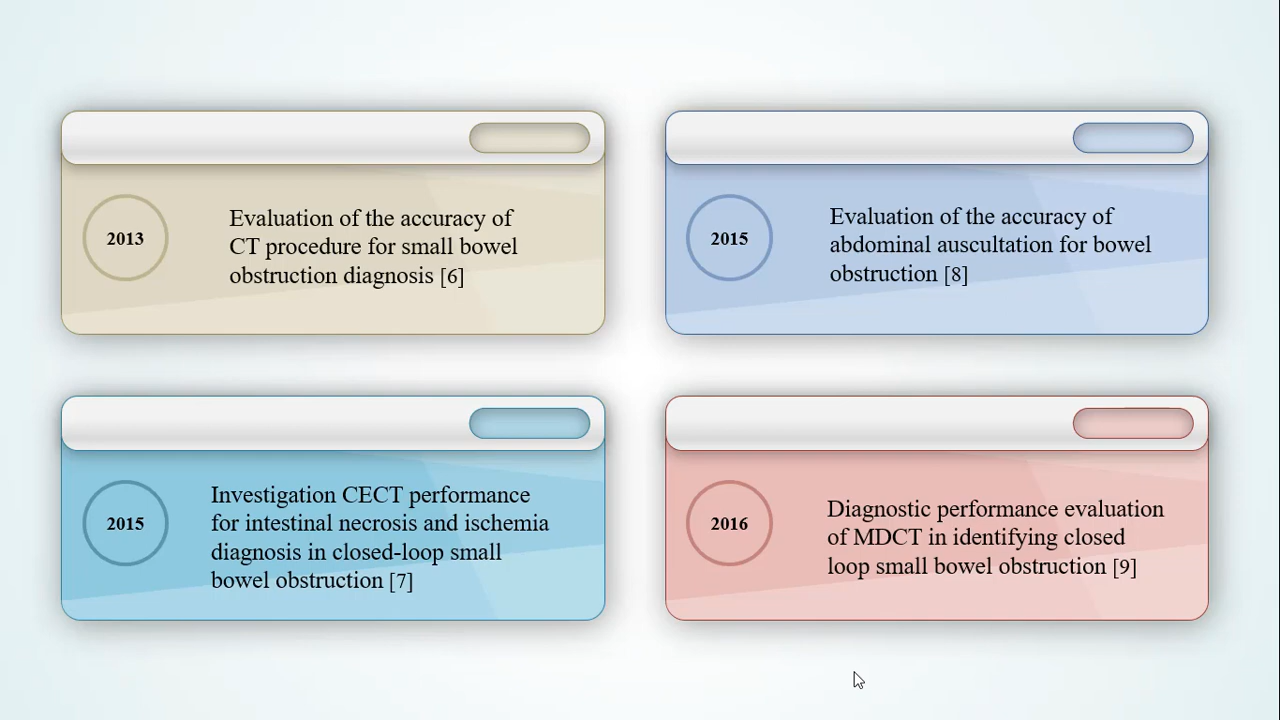 2013
Evaluation of the accuracy of
CT procedure for small bowel
obstruction diagnosis [6]
2015
Evaluation of the accuracy of
abdominal auscultation for bowel
obstruction [8]
2015
Investigation CECT performance
for intestinal necrosis and ischemia
diagnosis in closed-loop small
bowel obstruction [7]
2016
Diagnostic performance evaluation
of MDCT in identifying closed
loop small bowel obstruction [9]